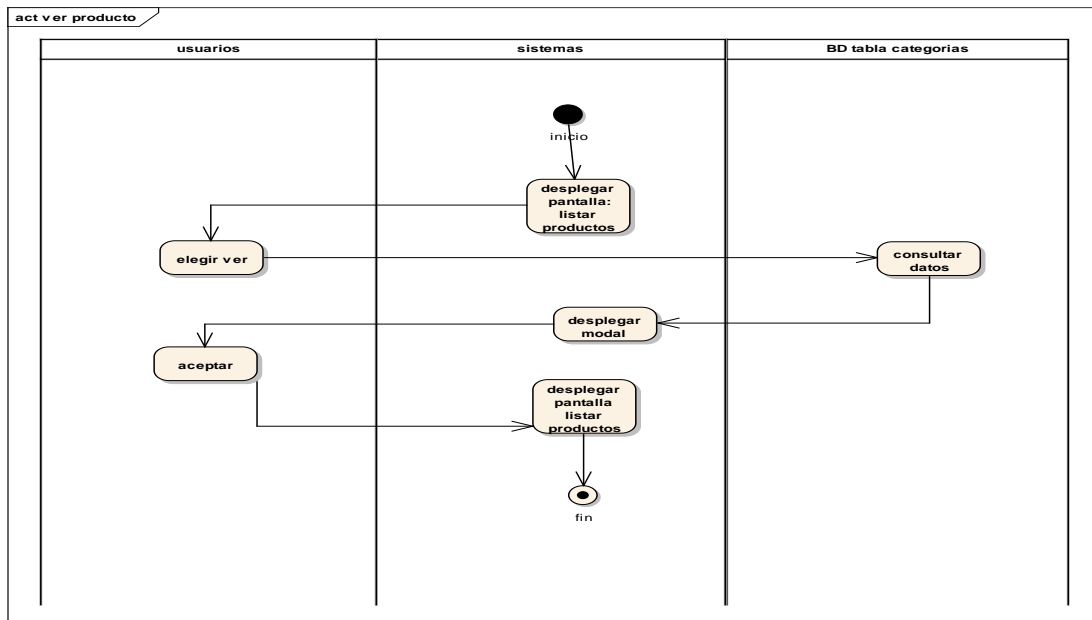 act ver producto
usuarios
sistemas
BD tabla categorias
inicio
desplegar
pantalla:
listar
productos
elegir ver
consultar
datos
desplegar
modal
aceptar
desplegar
pantalla
listar
productos
fin